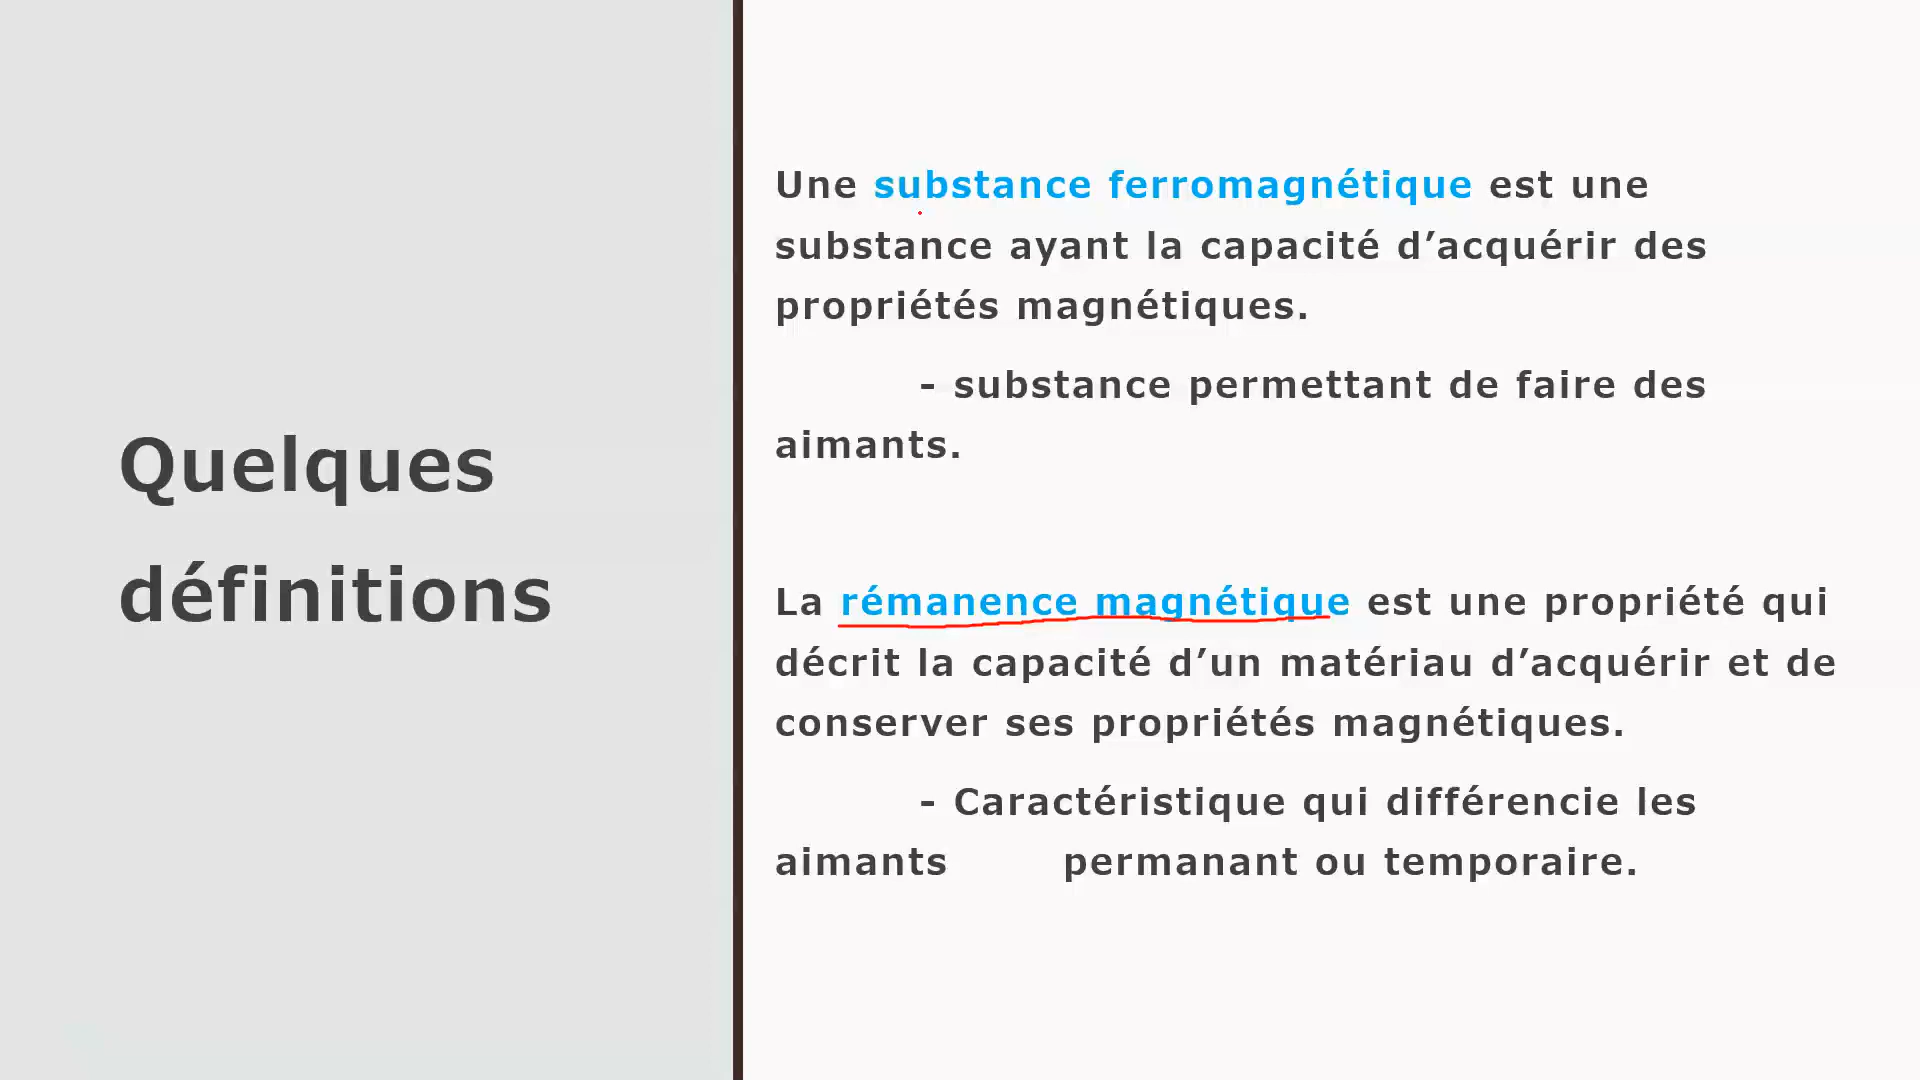 Quelques
définitions
Une substance ferromagnétique est une
substance ayant la capacité d’acquérir des
propriétés magnétiques.
- substance permettant de faire des
aimants.
La rémanence magnétique est une propriété qui
décrit la capacité d’un matériau d’acquérir et de
conserver ses propriétés magnétiques.
- Caractéristique qui différencie les
aimants permanant ou temporaire.